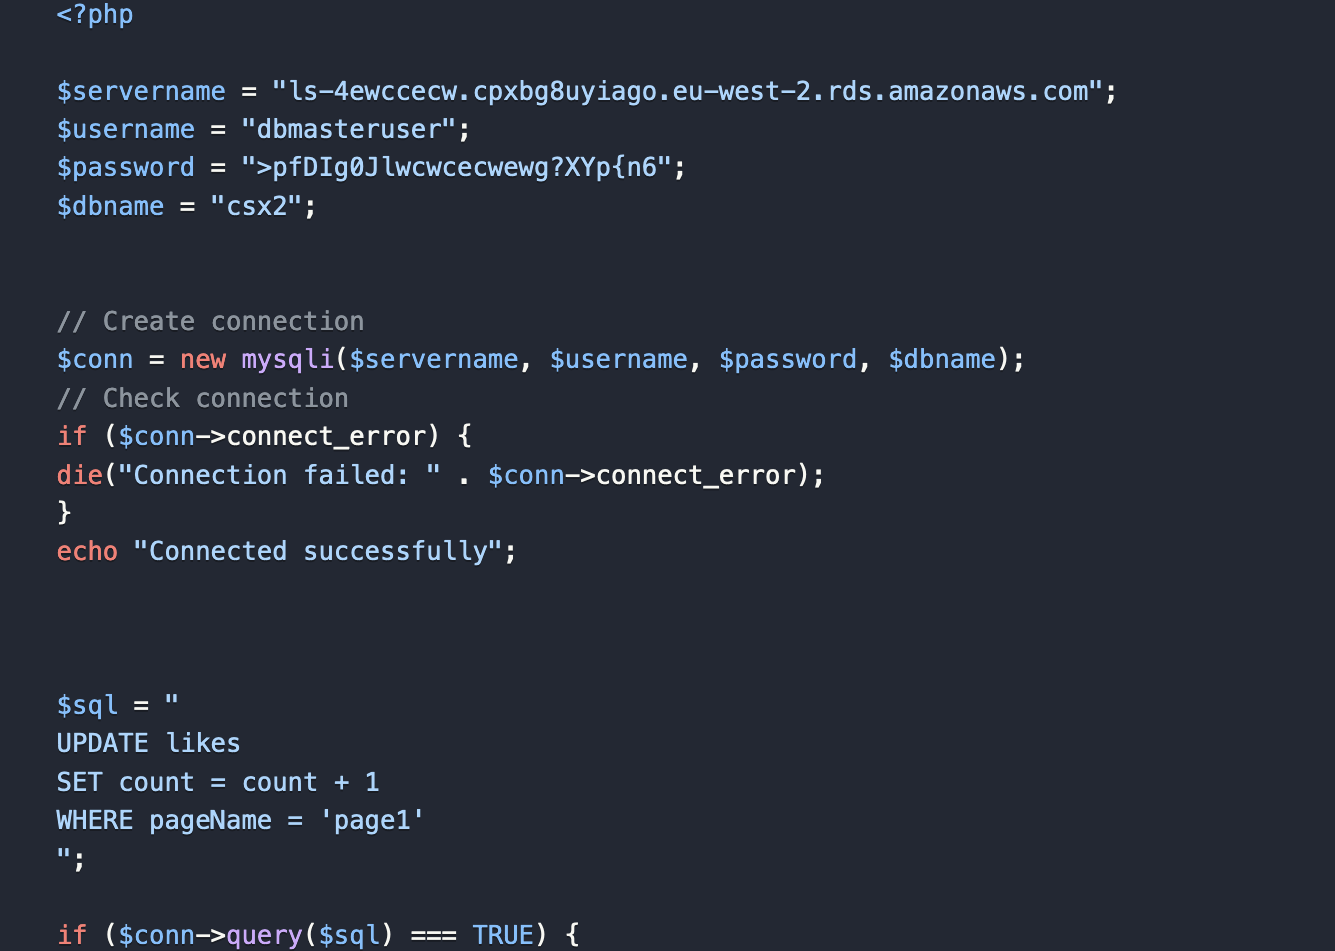 <?php
$servername = "ls-4ewccecw.cpxbg8uyiago.eu-west-2.rds.amazonaws.com";
$username = "dbmasteruser";
$password = ">pfDIg0Jlwcwcecwewg?XYp{n6";
$dbname = "csx2";
// Create connection
$conn = new mysqli($servername, $username, $password, $dbname);
// Check connection
if ($conn->connect_error) {
die("Connection failed: " . $conn->connect_error);
}
echo "Connected successfully";
$sql = "
UPDATE likes
SET count = count + 1
WHERE pageName = 'page1'
";
if ($conn->query($sql) === TRUE) {